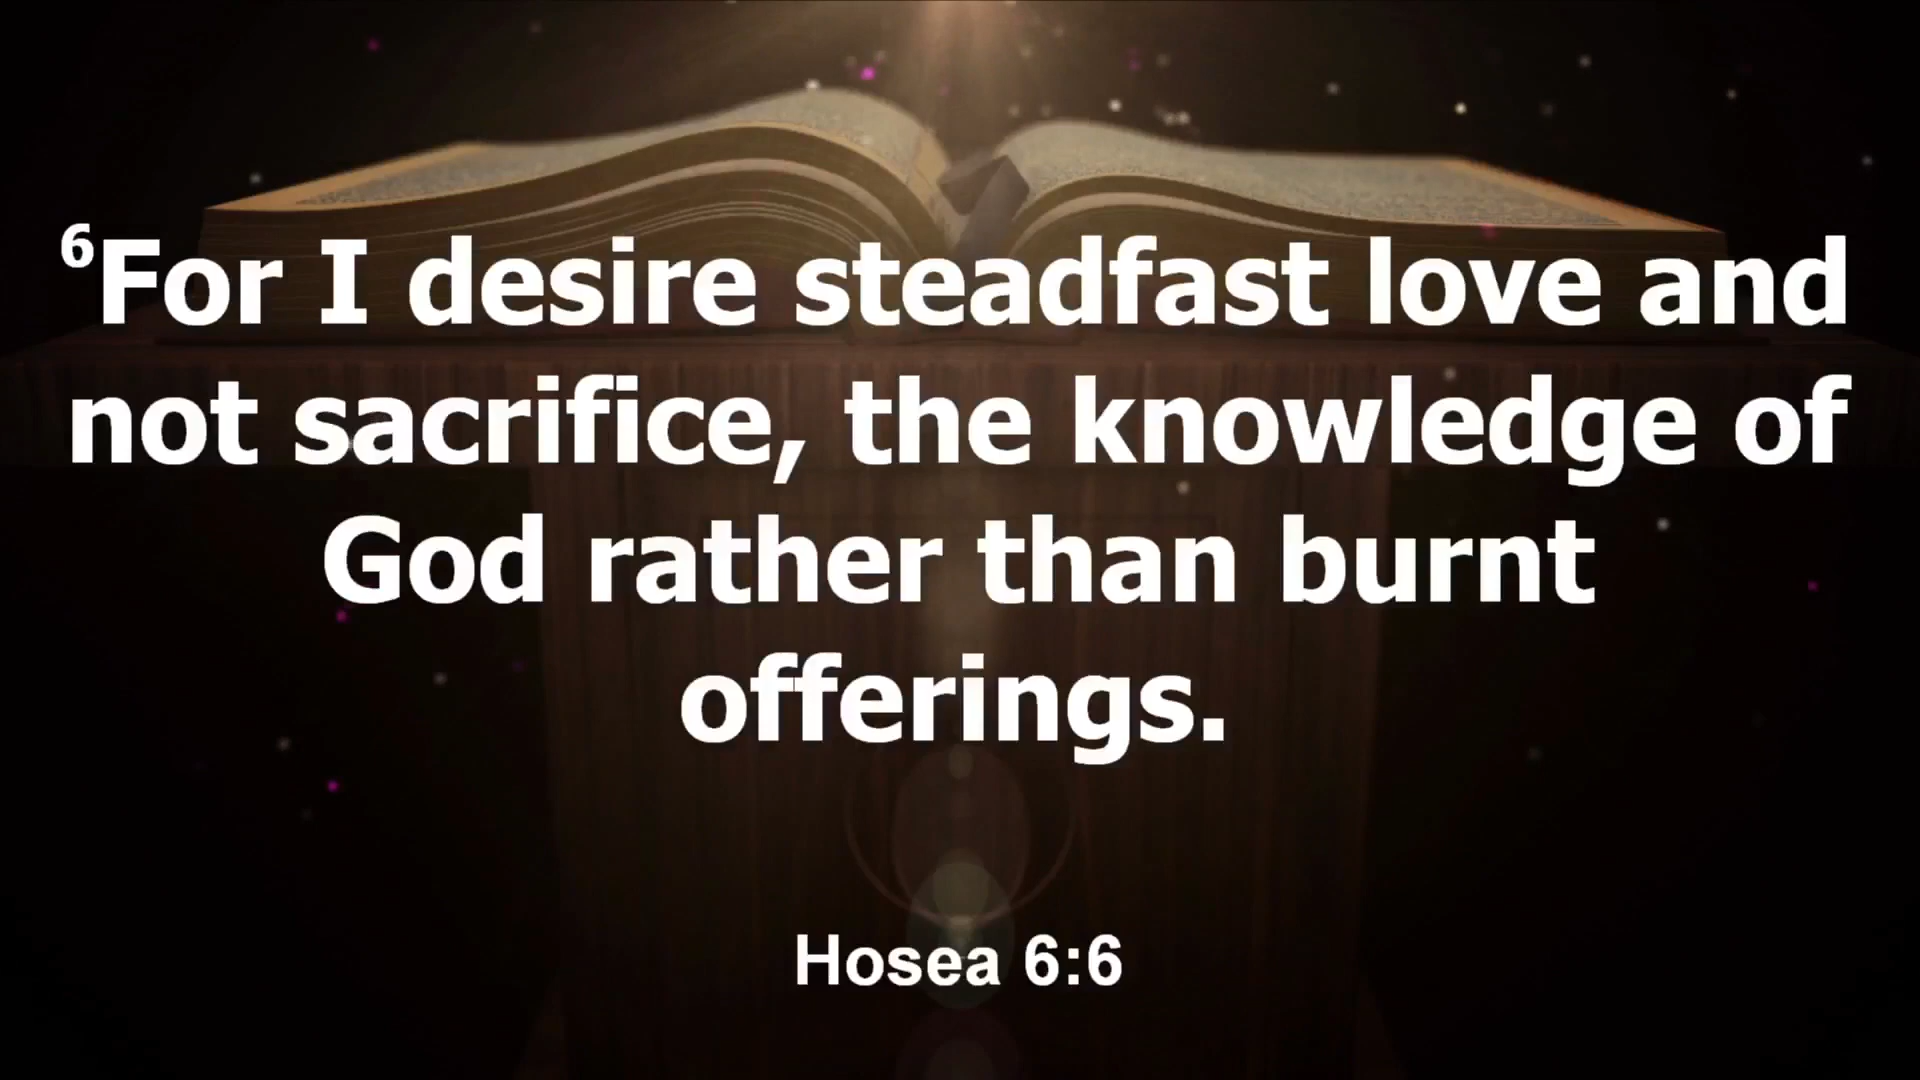 ⁶For I desire steadfast love and
not sacrifice, the knowledge of
God rather than burnt
offerings.
Hosea 6:6